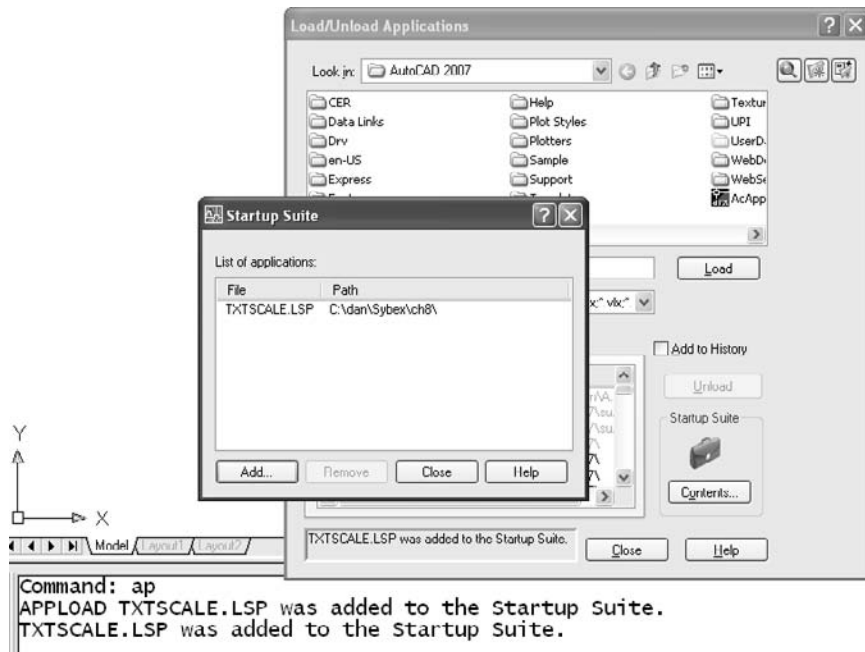 Load/Unload Applications
Look in: AutoCAD 2007
CER Help
Data Links Plot Styles UPI
Drv Plotters
en-US Sample
Express Support
AcApp
Startup Suite
List of applications:
File Path
TXTSCALE.LSP C:\dan\Sybex\ch8\
Add... Remove Close Help
Load
Add to History
Unload
Startup Suite
Contents...
TXTSCALE.LSP was added to the Startup Suite.
Close Help
Y
X
Model Layout1 Layout2
Command: ap
APPLOAD TXTSCALE.LSP was added to the Startup Suite.
TXTSCALE.LSP was added to the Startup Suite.